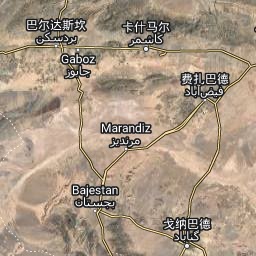 巴尔达斯坎
بردسکن
卡什马尔
کاشمر
Gaboz
جابوز
费扎巴德
فیض‌آباد
Marandiz
مرندیز
Bajestan
بجستان
戈纳巴德
گناباد